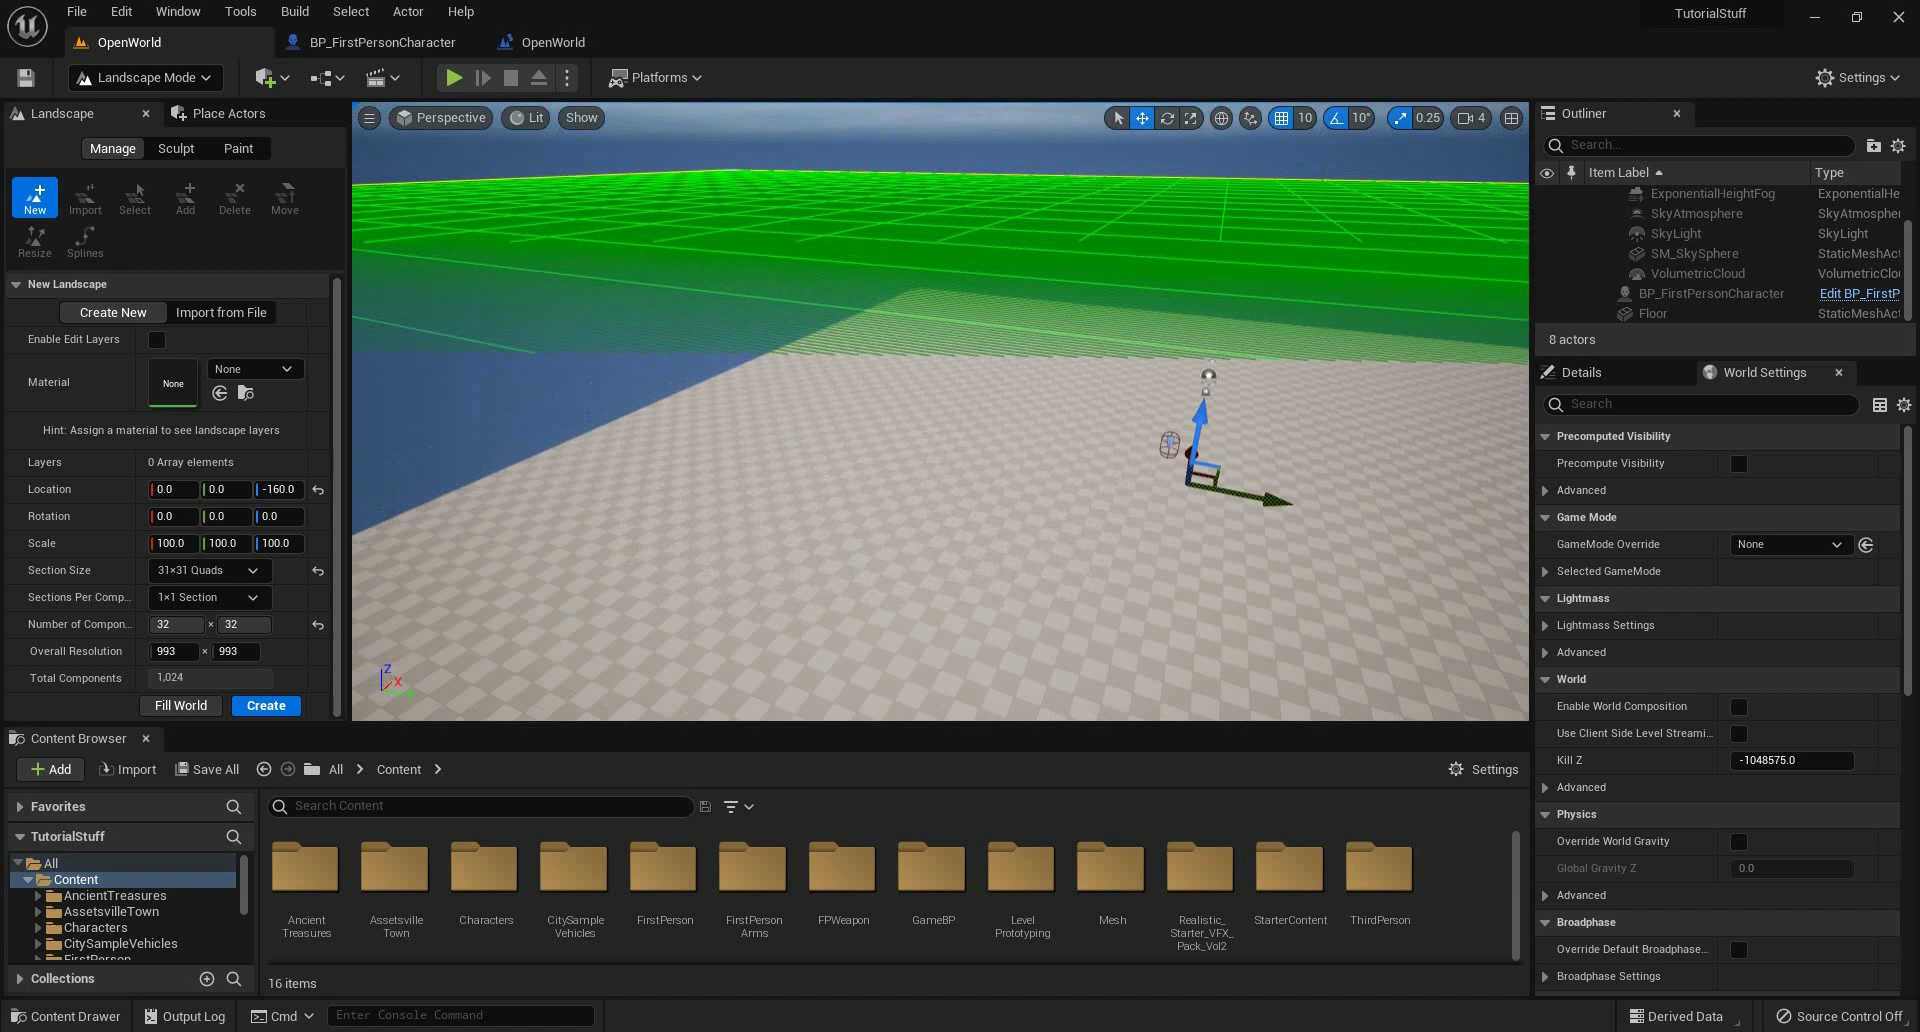 File Edit Window Tools Build Select Actor Help
TutorialStuff
OpenWorld BP_FirstPersonCharacter OpenWorld
Landscape Mode Platforms Settings
Landscape Place Actors
Manage Sculpt Paint
New Import Select Add Delete Move
Resize Splines
New Landscape
Create New Import from File
Enable Edit Layers
Material None None
Hint: Assign a material to see landscape layers
Layers 0 Array elements
Location 0.0 0.0 -160.0
Rotation 0.0 0.0 0.0
Scale 100.0 100.0 100.0
Section Size 31×31 Quads
Sections Per Comp... 1×1 Section
Number of Compon... 32 × 32
Overall Resolution 993 × 993
Total Components 1,024
Fill World Create
Perspective Lit Show 10 10° 0.25 4
Z
X
Outliner
Search...
Item Label Type
ExponentialHeightFog ExponentialHe
SkyAtmosphere SkyAtmospher
SkyLight SkyLight
SM_SkySphere StaticMeshAct
VolumetricCloud VolumetricClou
BP_FirstPersonCharacter Edit BP_FirstP
Floor StaticMeshAct
8 actors
Details World Settings
Search
Precomputed Visibility
Precompute Visibility
Advanced
Game Mode
GameMode Override None
Selected GameMode
Lightmass
Lightmass Settings
Advanced
World
Enable World Composition
Use Client Side Level Streami...
Kill Z -1048575.0
Advanced
Physics
Override World Gravity
Global Gravity Z 0.0
Advanced
Broadphase
Override Default Broadphase...
Broadphase Settings
Content Browser
Add Import Save All All Content Settings
Favorites
TutorialStuff
All
Content
AncientTreasures
AssetsvilleTown
Characters
CitySampleVehicles
FirstPerson
Collections
Search Content
Ancient
Treasures
Assetsville
Town
Characters
CitySample
Vehicles
FirstPerson
FirstPerson
Arms
FPWeapon
GameBP
Level
Prototyping
Mesh
Realistic_
Starter_VFX_
Pack_Vol2
StarterContent
ThirdPerson
16 items
Content Drawer Output Log Cmd Enter Console Command Derived Data Source Control Off